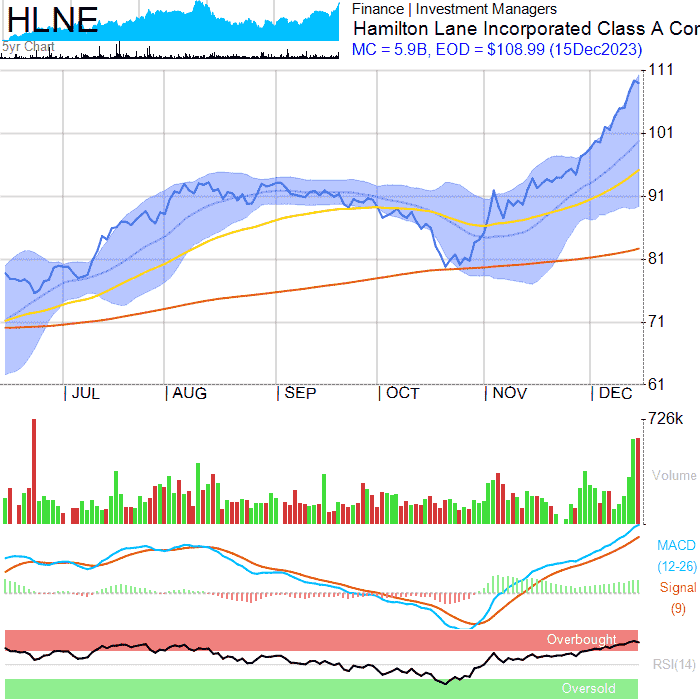 HLNE
5yr Chart
Finance | Investment Managers
Hamilton Lane Incorporated Class A Cor
MC = 5.9B, EOD = $108.99 (15Dec2023)
111
101
91
81
71
61
JUL AUG SEP OCT NOV DEC
726k
Volume
MACD
(12-26)
Signal
(9)
Overbought
RSI(14)
Oversold